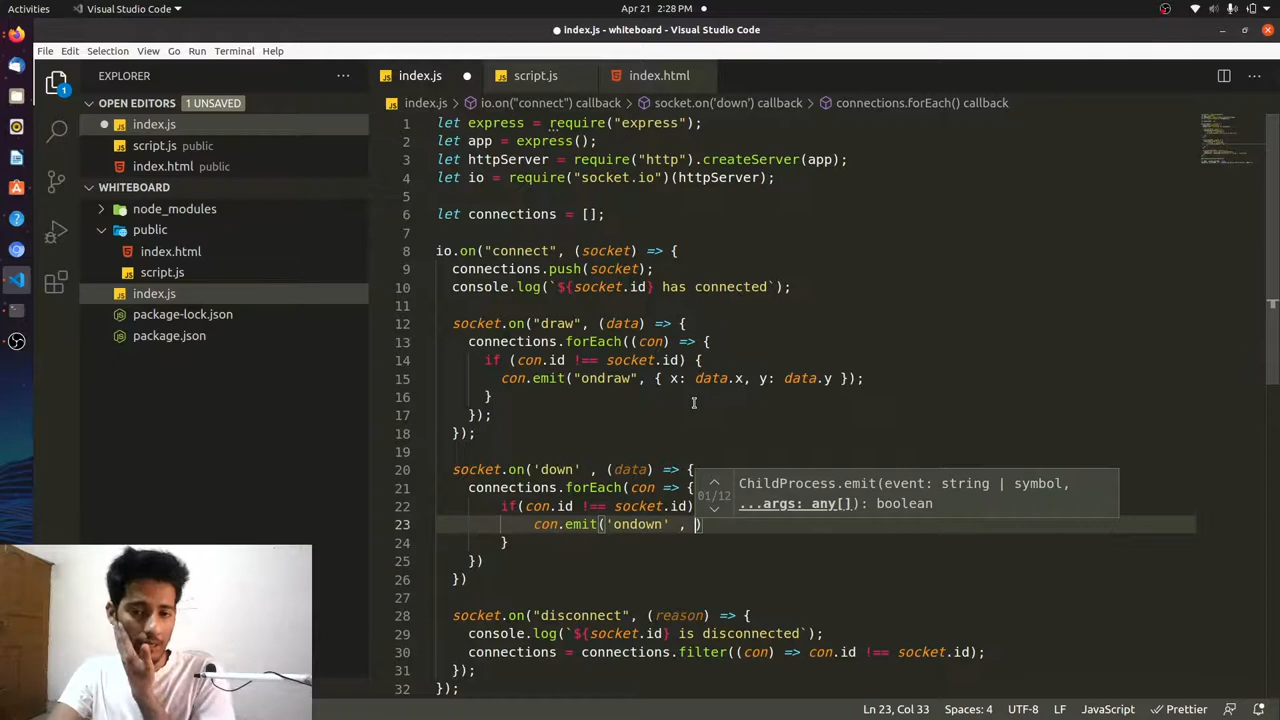 Activities
Visual Studio Code
Apr 21 2:28 PM
index.js - whiteboard - Visual Studio Code
File Edit Selection View Go Run Terminal Help
EXPLORER
index.js
script.js
index.html
OPEN EDITORS 1 UNSAVED
index.js > io.on("connect") callback > socket.on('down') callback > connections.forEach() callback
index.js
script.js public
index.html public
WHITEBOARD
node_modules
public
index.html
script.js
index.js
package-lock.json
package.json
1 let express = require("express");
2 let app = express();
3 let httpServer = require("http").createServer(app);
4 let io = require("socket.io")(httpServer);
5
6 let connections = [];
7
8 io.on("connect", (socket) => {
9 connections.push(socket);
10 console.log(`${socket.id} has connected`);
11
12 socket.on("draw", (data) => {
13 connections.forEach((con) => {
14 if (con.id !== socket.id) {
15 con.emit("ondraw", { x: data.x, y: data.y });
16 }
17 });
18 });
19
20 socket.on('down' , (data) => {
21 connections.forEach(con => {
22 if(con.id !== socket.id)
23 con.emit('ondown' , )
24 }
25 })
26 })
28 socket.on("disconnect", (reason) => {
29 console.log(`${socket.id} is disconnected`);
30 connections = connections.filter((con) => con.id !== socket.id);
31 });
32 });
01/12
ChildProcess.emit(event: string | symbol,
...args: any[]): boolean
1
Ln 23, Col 33 Spaces: 4 UTF-8 LF JavaScript Prettier